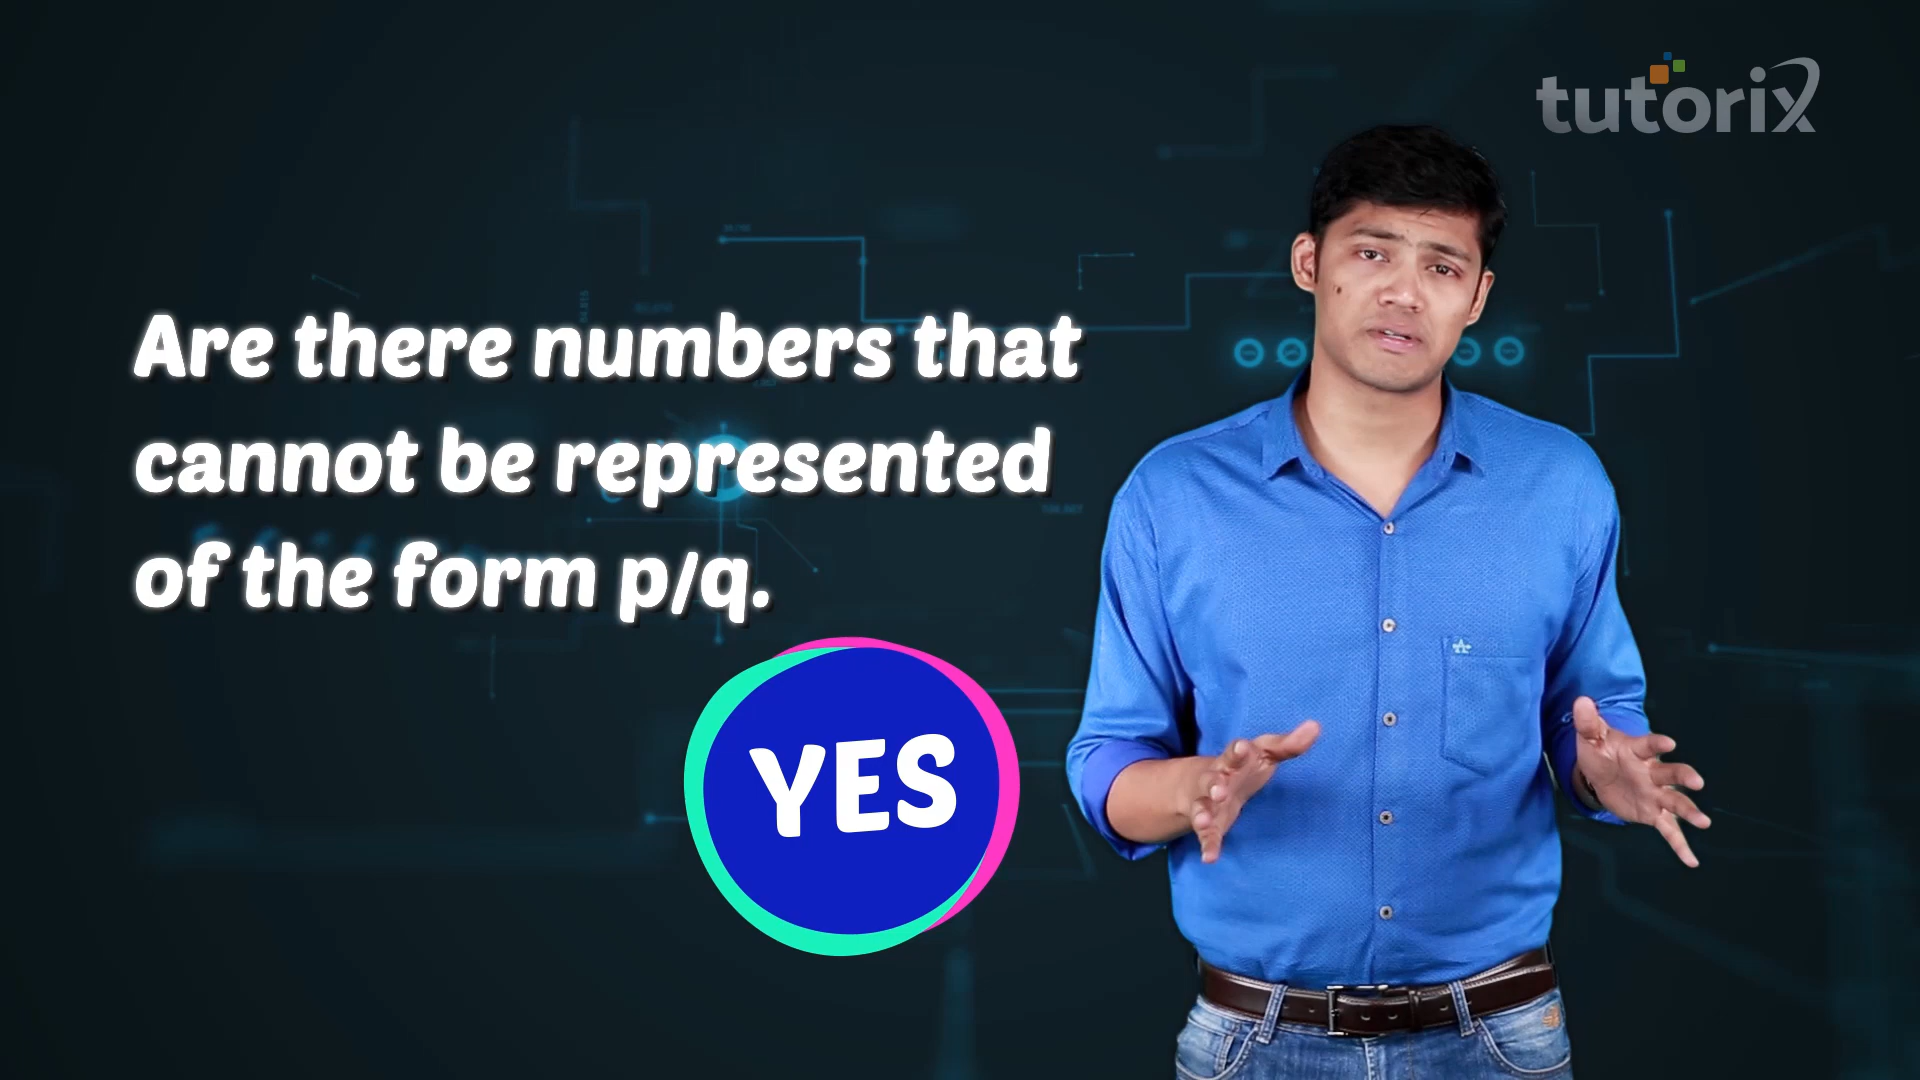 tutorix
Are there numbers that
cannot be represented
of the form p/q.
YES